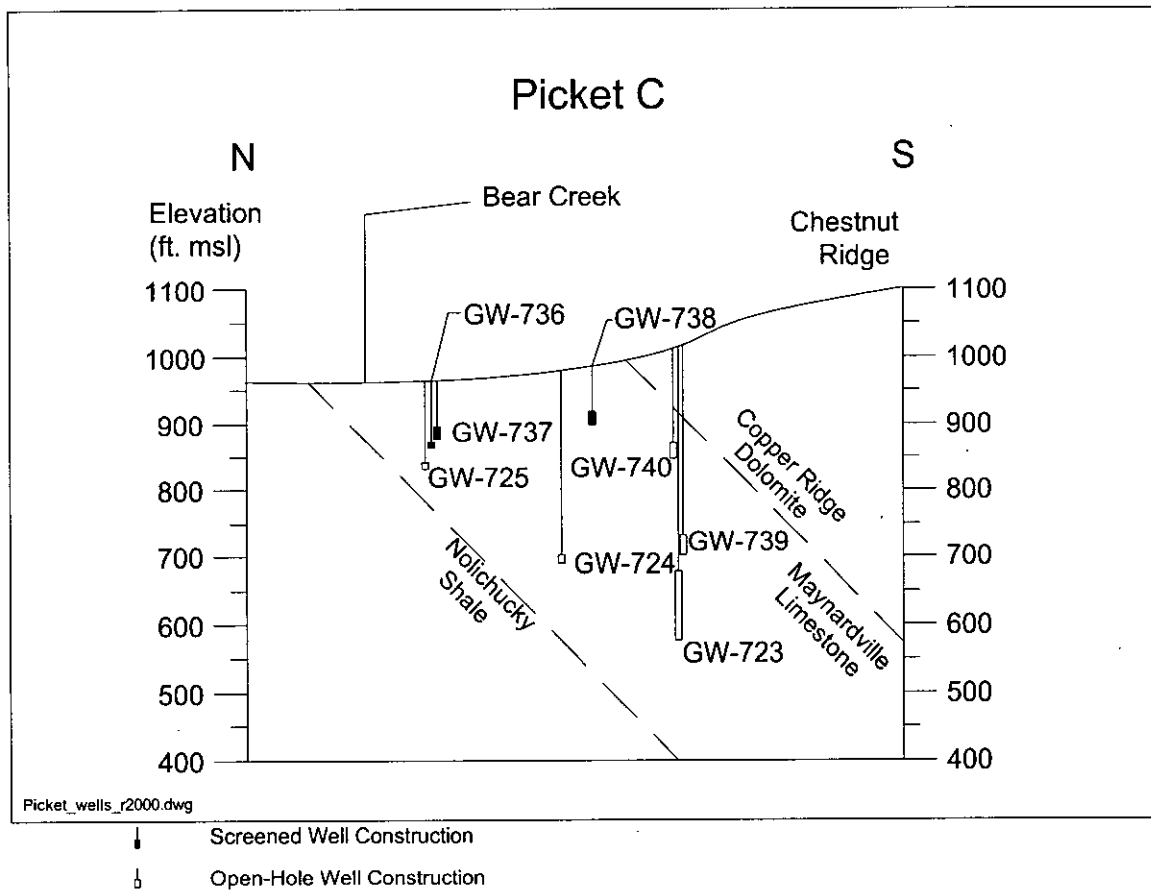 Picket C
N
S
Bear Creek
Elevation
(ft. msl)
Chestnut
Ridge
1100
1000
900
800
700
600
500
400
GW-736
GW-738
GW-737
GW-725
GW-740
GW-724
GW-739
GW-723
Copper Ridge
Dolomite
Nolichucky
Shale
Maynardville
Limestone
1100
1000
900
800
700
600
500
400
Picket_wells_r2000.dwg
Screened Well Construction
Open-Hole Well Construction